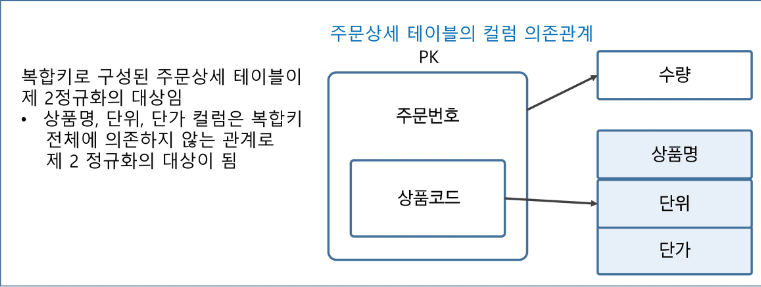 주문상세 테이블의 컬럼 의존관계
PK
복합키로 구성된 주문상세 테이블이
제 2정규화의 대상임
• 상품명, 단위, 단가 컬럼은 복합키
전체에 의존하지 않는 관계로
제 2 정규화의 대상이 됨
주문번호
상품코드
수량
상품명
단위
단가